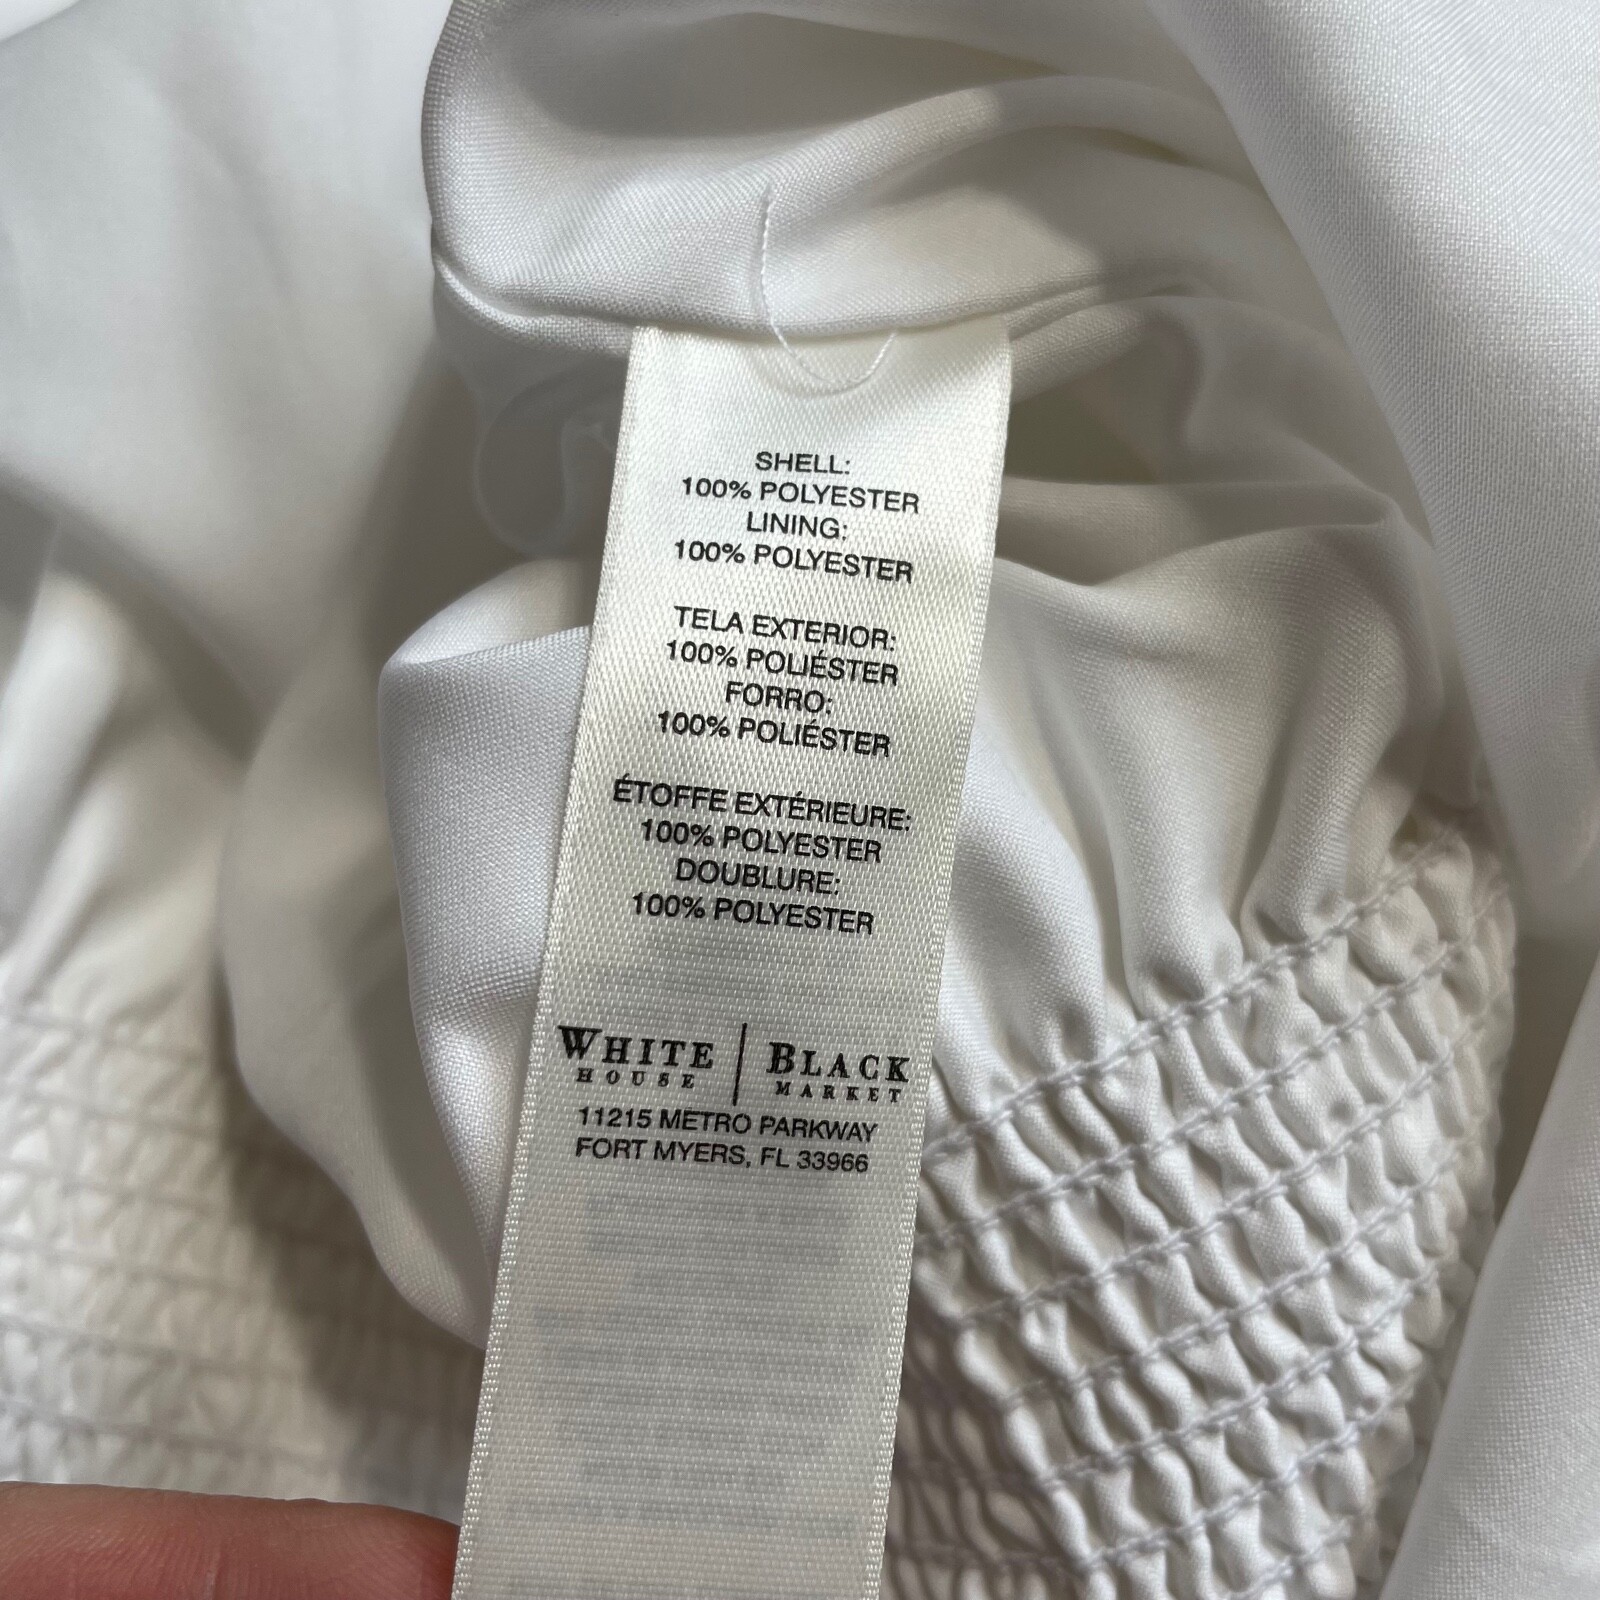 SHELL:
100% POLYESTER
LINING:
100% POLYESTER
TELA EXTERIOR:
100% POLIÉSTER
FORRO:
100% POLIÉSTER
ÉTOFFE EXTÉRIEURE:
100% POLYESTER
DOUBLURE:
100% POLYESTER
WHITE | BLACK
HOUSE MARKET
11215 METRO PARKWAY
FORT MYERS, FL 33966